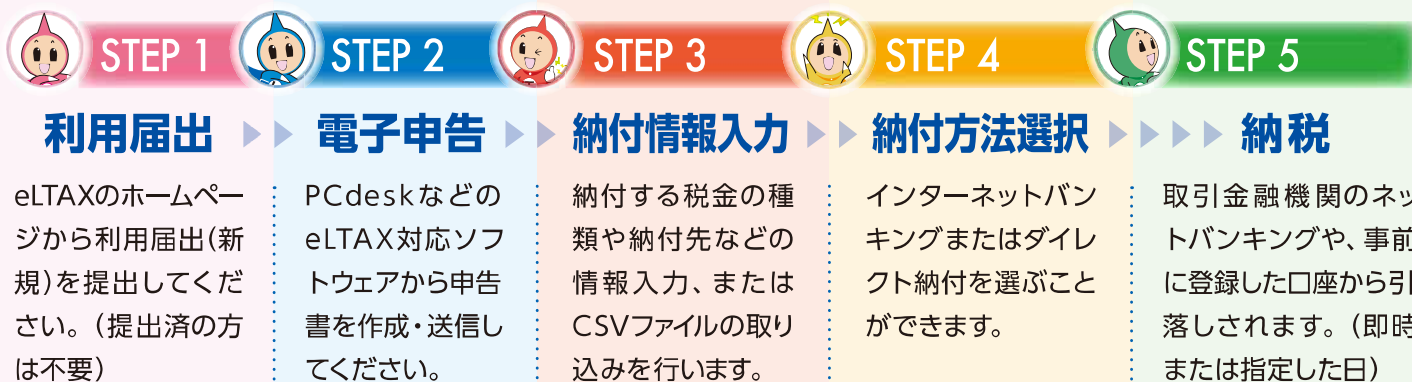 STEP 1
利用届出
eLTAXのホームペー
ジから利用届出(新
規)を提出してくだ
さい。(提出済の方
は不要)
STEP 2
電子申告
PCdeskなどの
eLTAX対応ソフ
トウェアから申告
書を作成・送信し
てください。
STEP 3
納付情報入力
納付する税金の種
類や納付先などの
情報入力、または
CSVファイルの取り
込みを行います。
STEP 4
納付方法選択
インターネットバン
キングまたはダイレ
クト納付を選ぶこと
ができます。
STEP 5
納税
取引金融機関のネッ
トバンキングや、事前
に登録した口座から引
落しされます。(即時
または指定した日)